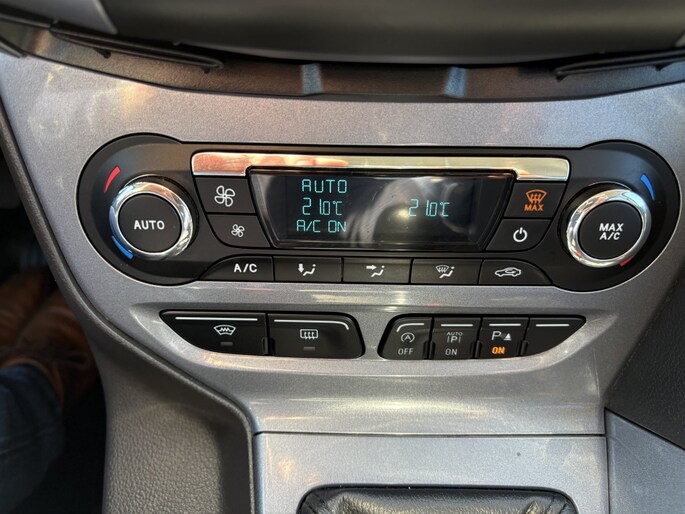 AUTO
21.0°C 21.0°C
A/C ON
AUTO
MAX
MAX
A/C
A/C
OFF
AUTO
|P|
ON
P
ON